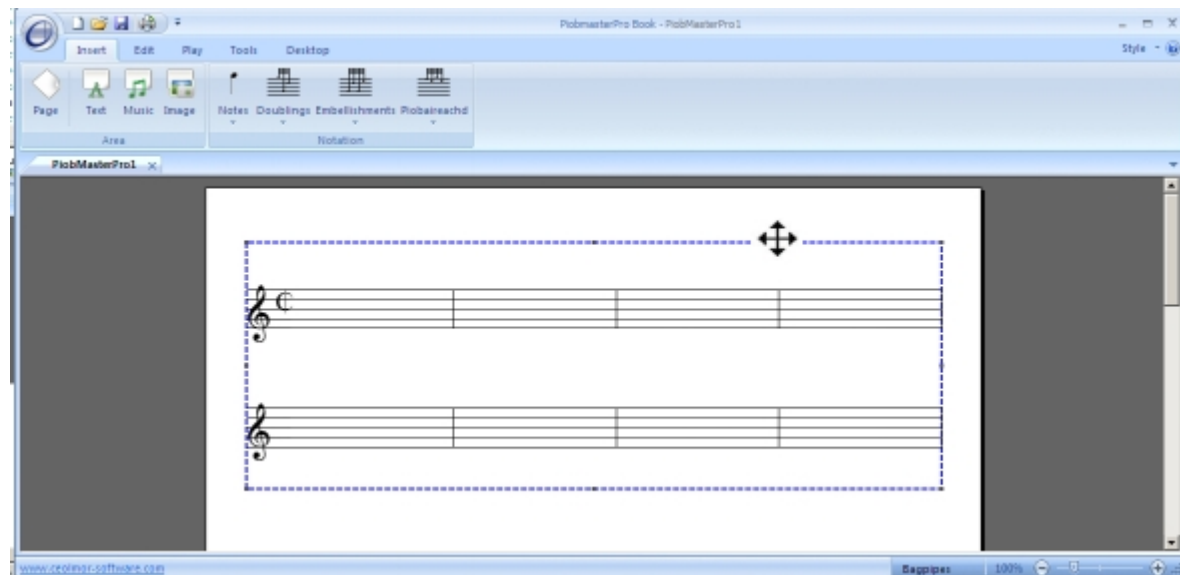 PiobmasterPro Book - PiobMasterPro1
Insert Edit Play Tools Desktop Style
Page Text Music Image Notes Doublings Embellishments Piobaireachd
Area Notation
PiobMasterPro1
www.ceolmor-software.com Bagpipes 100%